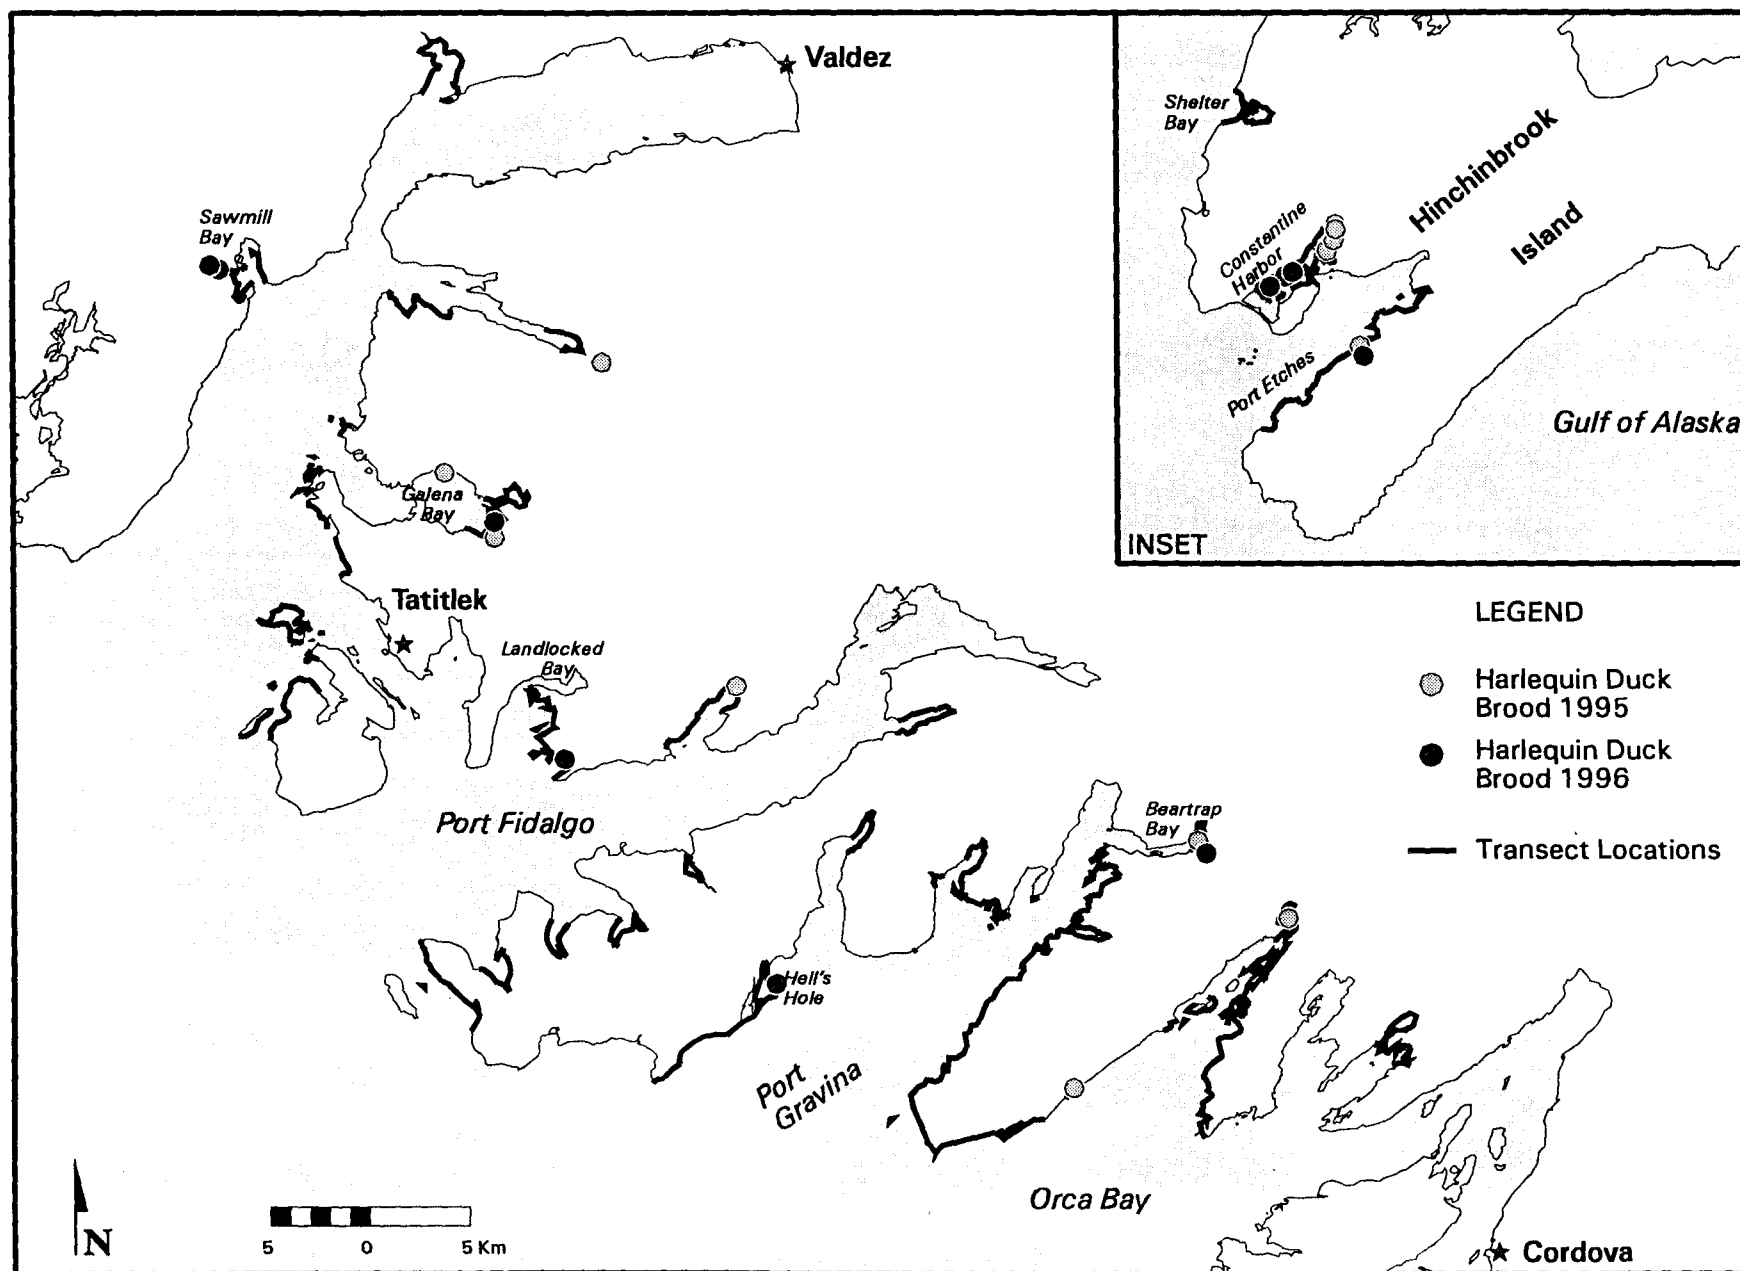 Valdez
Sawmill
Bay
Galena
Bay
Tatitlek
Landlocked
Bay
Port Fidalgo
Beartrap
Bay
Hell's
Hole
Port
Gravina
Orca Bay
Cordova
N
5 0 5 Km
Shelter
Bay
Hinchinbrook
Island
Constantine
Harbor
Port Etches
Gulf of Alaska
INSET
LEGEND
Harlequin Duck
Brood 1995
Harlequin Duck
Brood 1996
Transect Locations